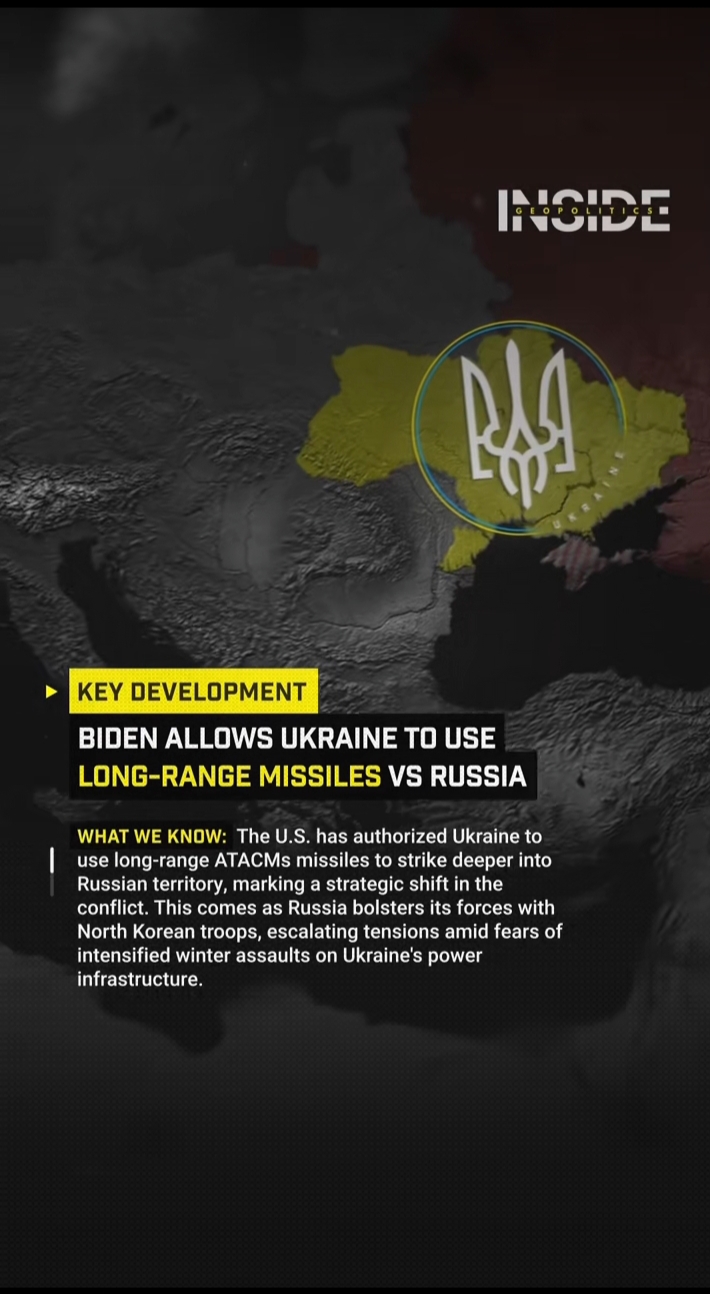 INSIDE
GEOPOLITICS
UKRAINE
KEY DEVELOPMENT
BIDEN ALLOWS UKRAINE TO USE
LONG-RANGE MISSILES VS RUSSIA
WHAT WE KNOW: The U.S. has authorized Ukraine to
use long-range ATACMs missiles to strike deeper into
Russian territory, marking a strategic shift in the
conflict. This comes as Russia bolsters its forces with
North Korean troops, escalating tensions amid fears of
intensified winter assaults on Ukraine's power
infrastructure.